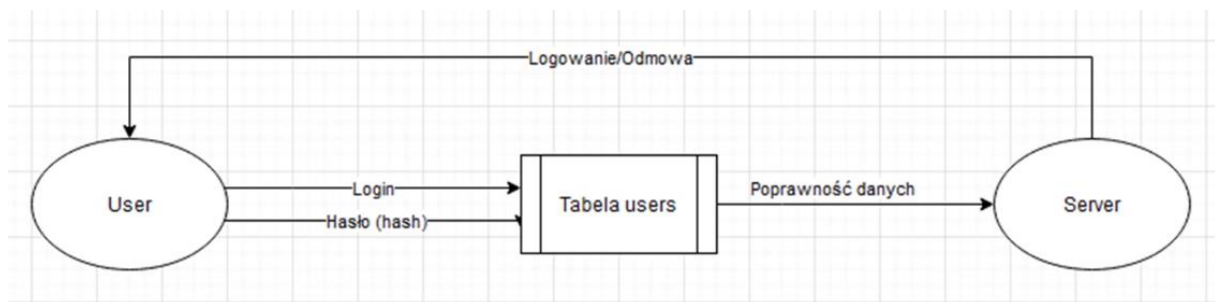 Logowanie/Odmowa
User
Login
Hasło (hash)
Tabela users
Poprawność danych
Server